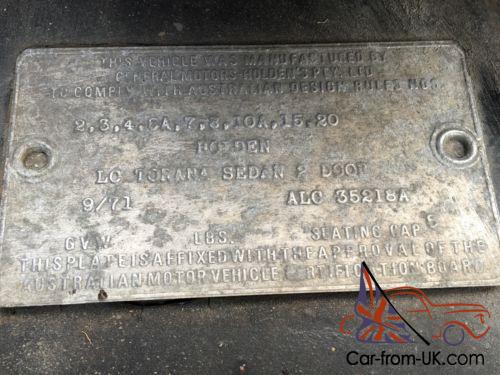 THIS VEHICLE WAS MANUFACTURED BY
GENERAL MOTORS-HOLDEN'S PTY. LTD.
TO COMPLY WITH AUSTRALIAN DESIGN RULES NOS.
2,3,4,5A,7,8,10A,15,20
HOLDEN
LC TORANA SEDAN 2 DOOR
9/71 ALC 35218A
G.V.W. LBS. SEATING CAP 5
THIS PLATE IS AFFIXED WITH THE APPROVAL OF THE
AUSTRALIAN MOTOR VEHICLE CERTIFICATION BOARD
Car-from-UK.com